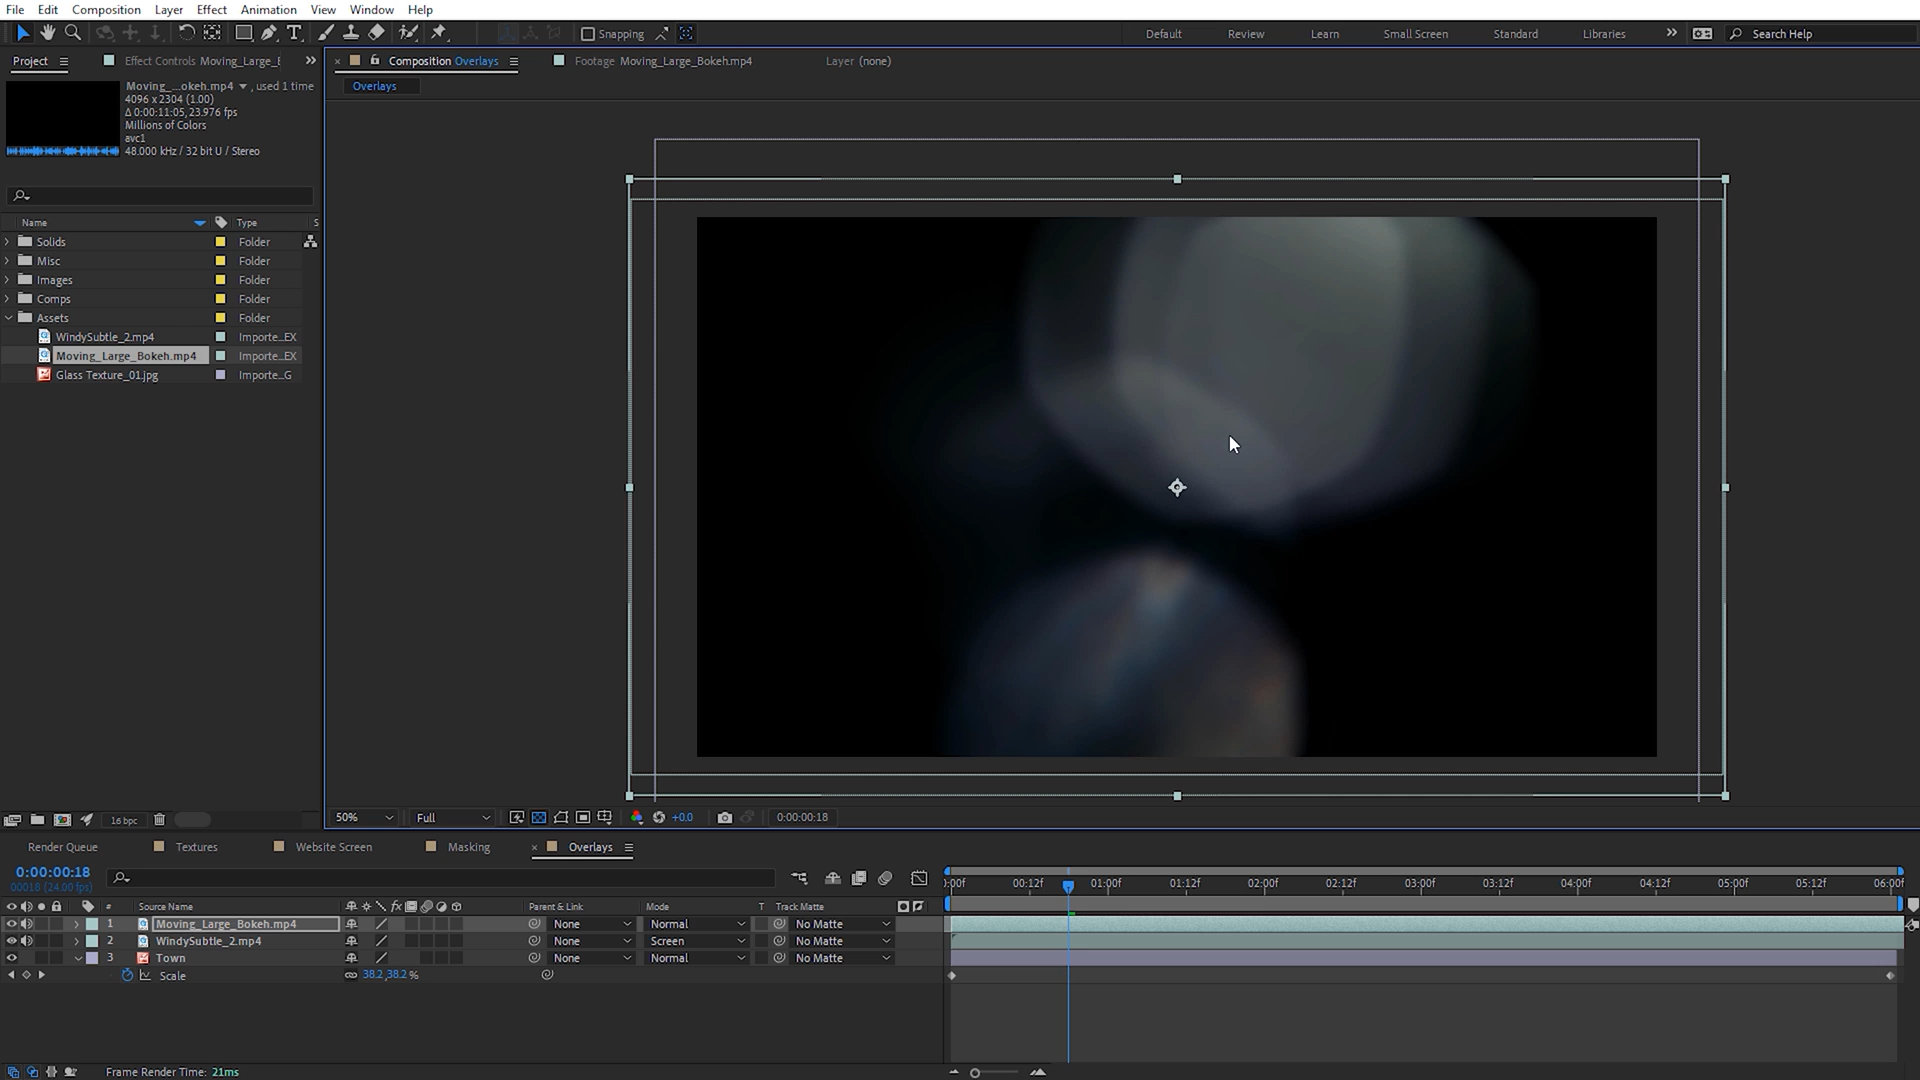 File Edit Composition Layer Effect Animation View Window Help
Snapping Default Review Learn Small Screen Standard Libraries Search Help
Project Effect Controls Moving_Large_E Composition Overlays Footage Moving_Large_Bokeh.mp4 Layer (none)
Overlays
Moving_...okeh.mp4 , used 1 time
4096 x 2304 (1.00)
Δ 0:00:11:05, 23.976 fps
Millions of Colors
avc1
48.000 kHz / 32 bit U / Stereo
Name Type S
Solids Folder
Misc Folder
Images Folder
Comps Folder
Assets Folder
WindySubtle_2.mp4 Importe...EX
Moving_Large_Bokeh.mp4 Importe...EX
Glass Texture_01.jpg Importe...G
16 bpc 50% Full +0.0 0:00:00:18
Render Queue Textures Website Screen Masking Overlays
0:00:00:18
00018 (24.00 fps)
):00f 00:12f 01:00f 01:12f 02:00f 02:12f 03:00f 03:12f 04:00f 04:12f 05:00f 05:12f 06:00f
# Source Name fx Parent & Link Mode T Track Matte
1 Moving_Large_Bokeh.mp4 None Normal No Matte
2 WindySubtle_2.mp4 None Screen No Matte
3 Town None Normal No Matte
Scale 38.2,38.2 %
Frame Render Time: 21ms